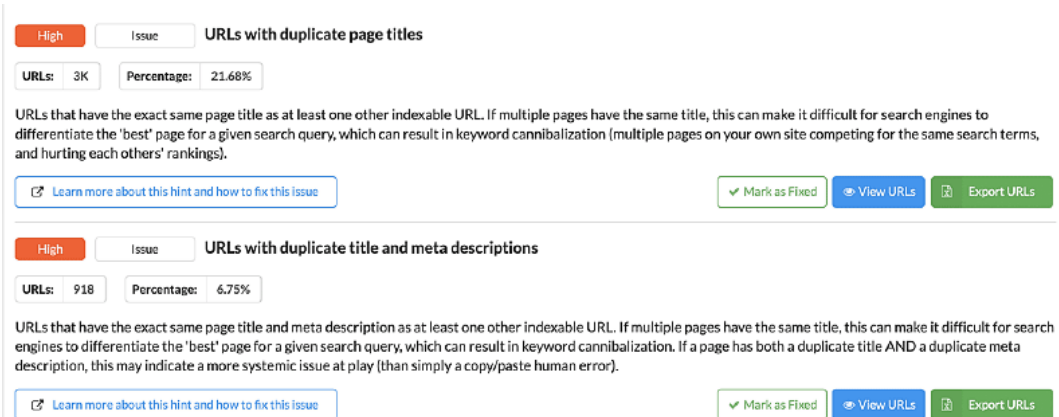 High Issue URLs with duplicate page titles
URLs: 3K Percentage: 21.68%
URLs that have the exact same page title as at least one other indexable URL. If multiple pages have the same title, this can make it difficult for search engines to
differentiate the 'best' page for a given search query, which can result in keyword cannibalization (multiple pages on your own site competing for the same search terms,
and hurting each others' rankings).
Learn more about this hint and how to fix this issue Mark as Fixed View URLs Export URLs
High Issue URLs with duplicate title and meta descriptions
URLs: 918 Percentage: 6.75%
URLs that have the exact same page title and meta description as at least one other indexable URL. If multiple pages have the same title, this can make it difficult for search
engines to differentiate the 'best' page for a given search query, which can result in keyword cannibalization. If a page has both a duplicate title AND a duplicate meta
description, this may indicate a more systemic issue at play (than simply a copy/paste human error).
Learn more about this hint and how to fix this issue Mark as Fixed View URLs Export URLs